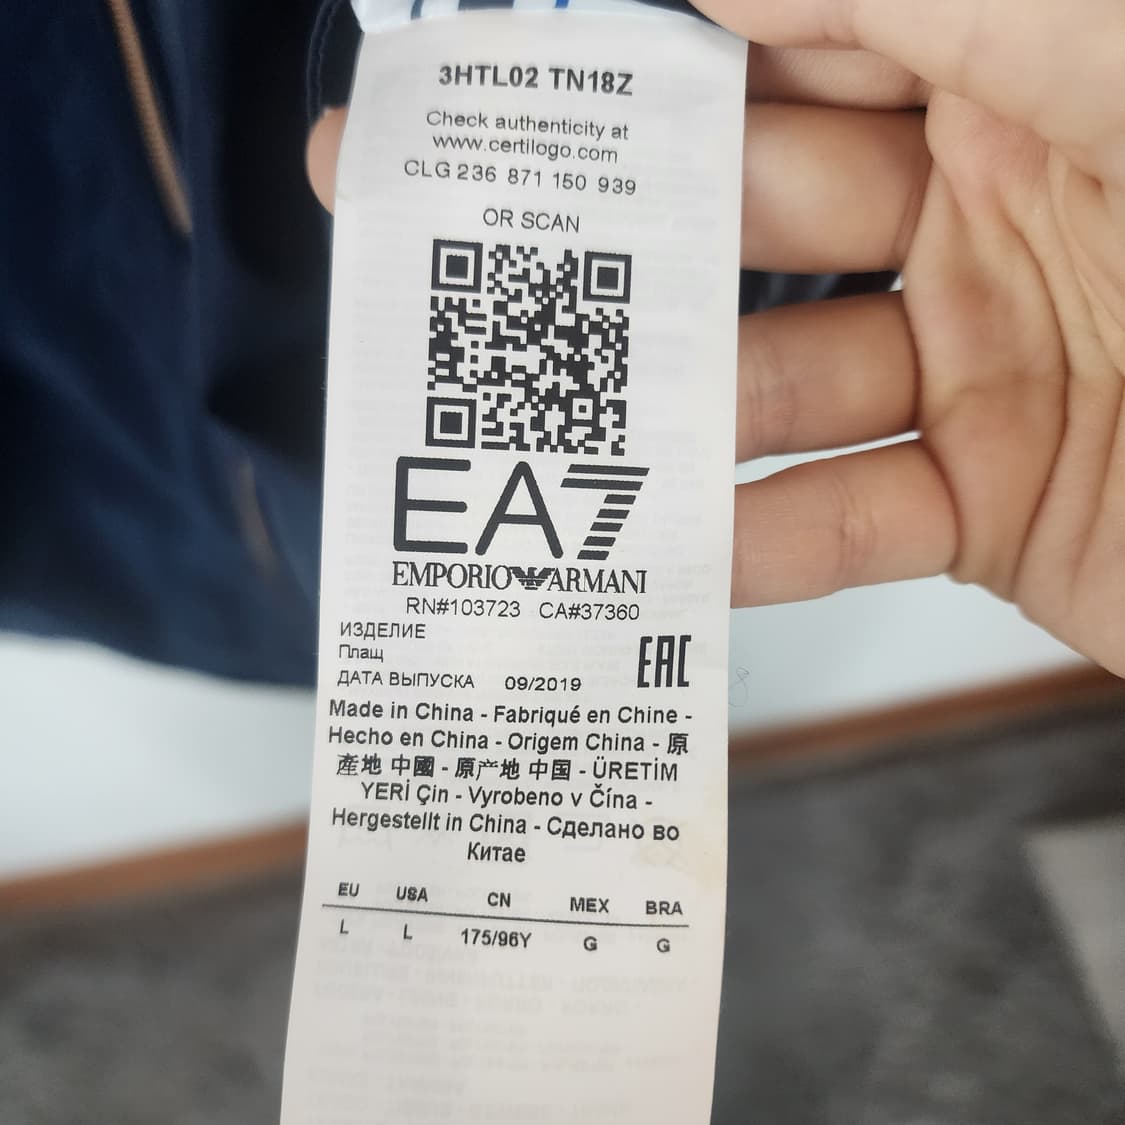 3HTL02 TN18Z
Check authenticity at
www.certilogo.com
CLG 236 871 150 939
OR SCAN
EA7
EMPORIO ARMANI
RN#103723 CA#37360
ИЗДЕЛИЕ
Плащ
EAC
ДАТА ВЫПУСКА 09/2019
Made in China - Fabriqué en Chine -
Hecho en China - Origem China - 原
產地 中國 - 原产地 中国 - ÜRETİM
YERİ Çin - Vyrobeno v Čína -
Hergestellt in China - Сделано во
Китае
EU USA CN MEX BRA
L L 175/96Y G G